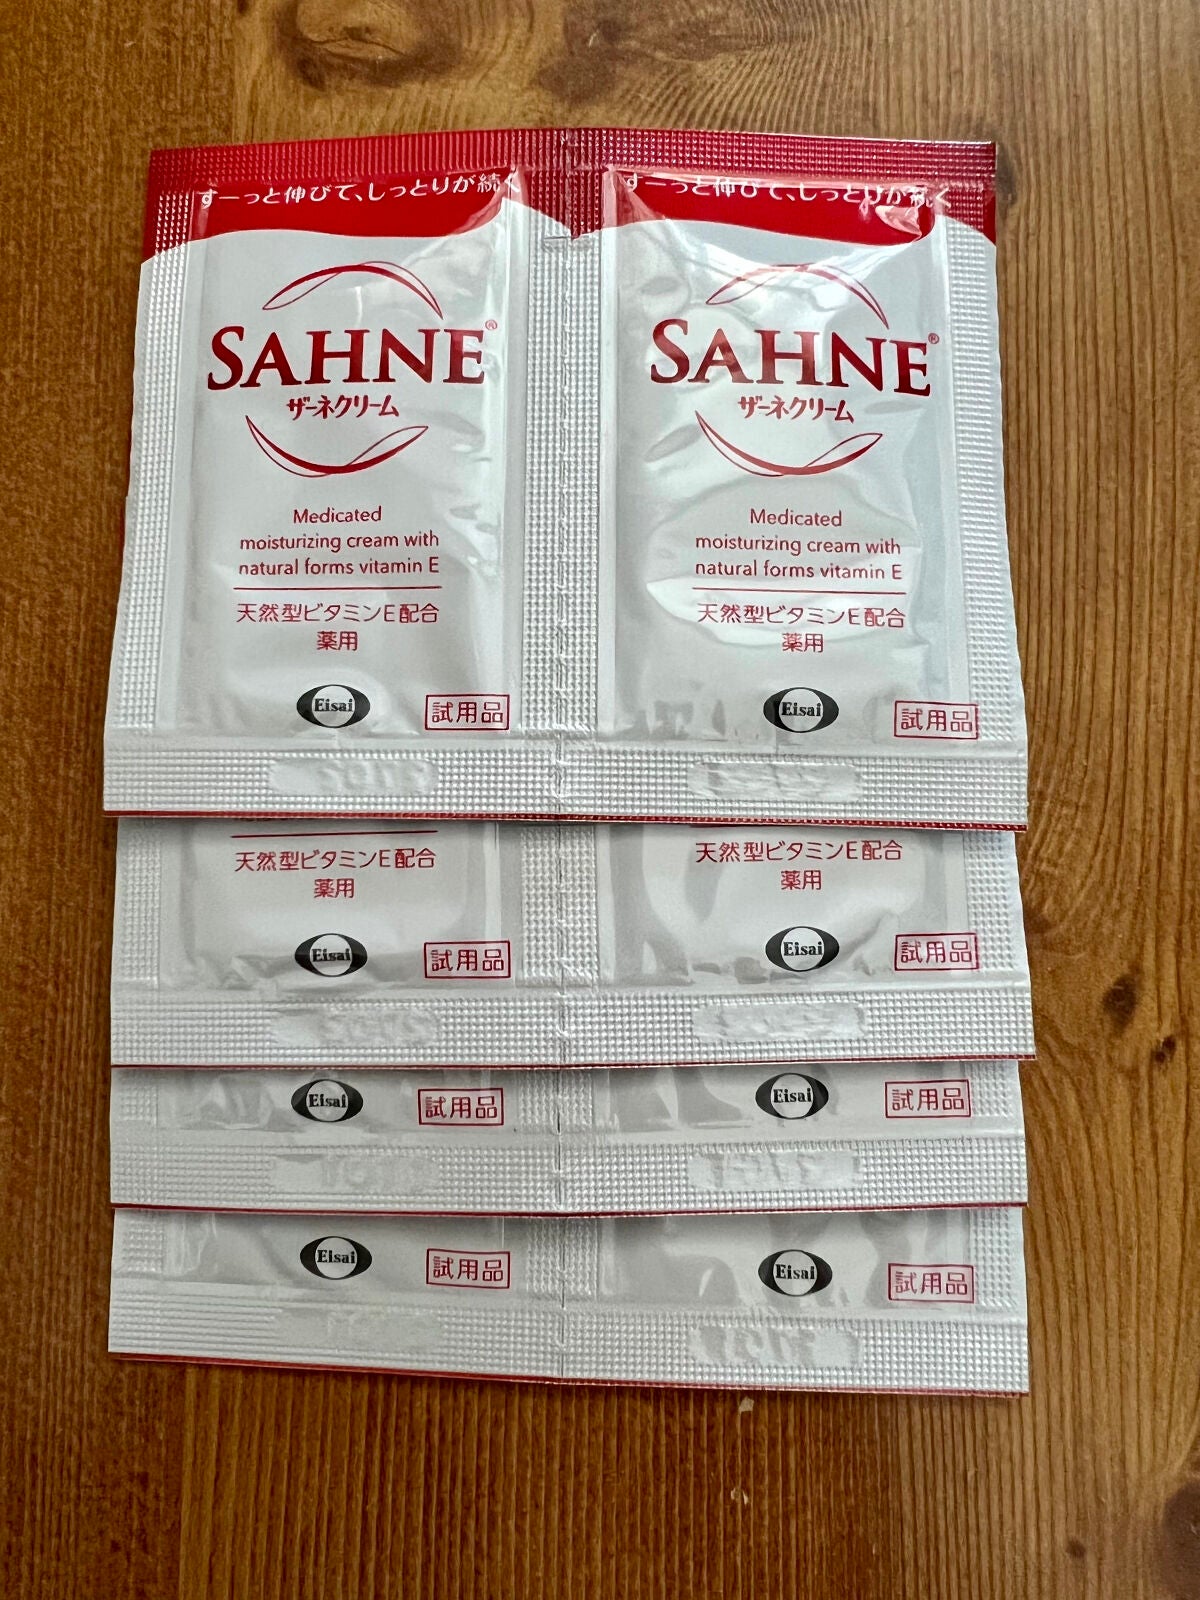 すーっと伸びて、しっとりが続く
SAHNE®
ザーネクリーム
Medicated
moisturizing cream with
natural forms vitamin E
天然型ビタミンE配合
薬用
Eisai
試用品
すーっと伸びて、しっとりが続く
SAHNE®
ザーネクリーム
Medicated
moisturizing cream with
natural forms vitamin E
天然型ビタミンE配合
薬用
Eisai
試用品
天然型ビタミンE配合
薬用
Eisai
試用品
天然型ビタミンE配合
薬用
Eisai
試用品
Eisai
試用品
Eisai
試用品
Eisai
試用品
Eisai
試用品